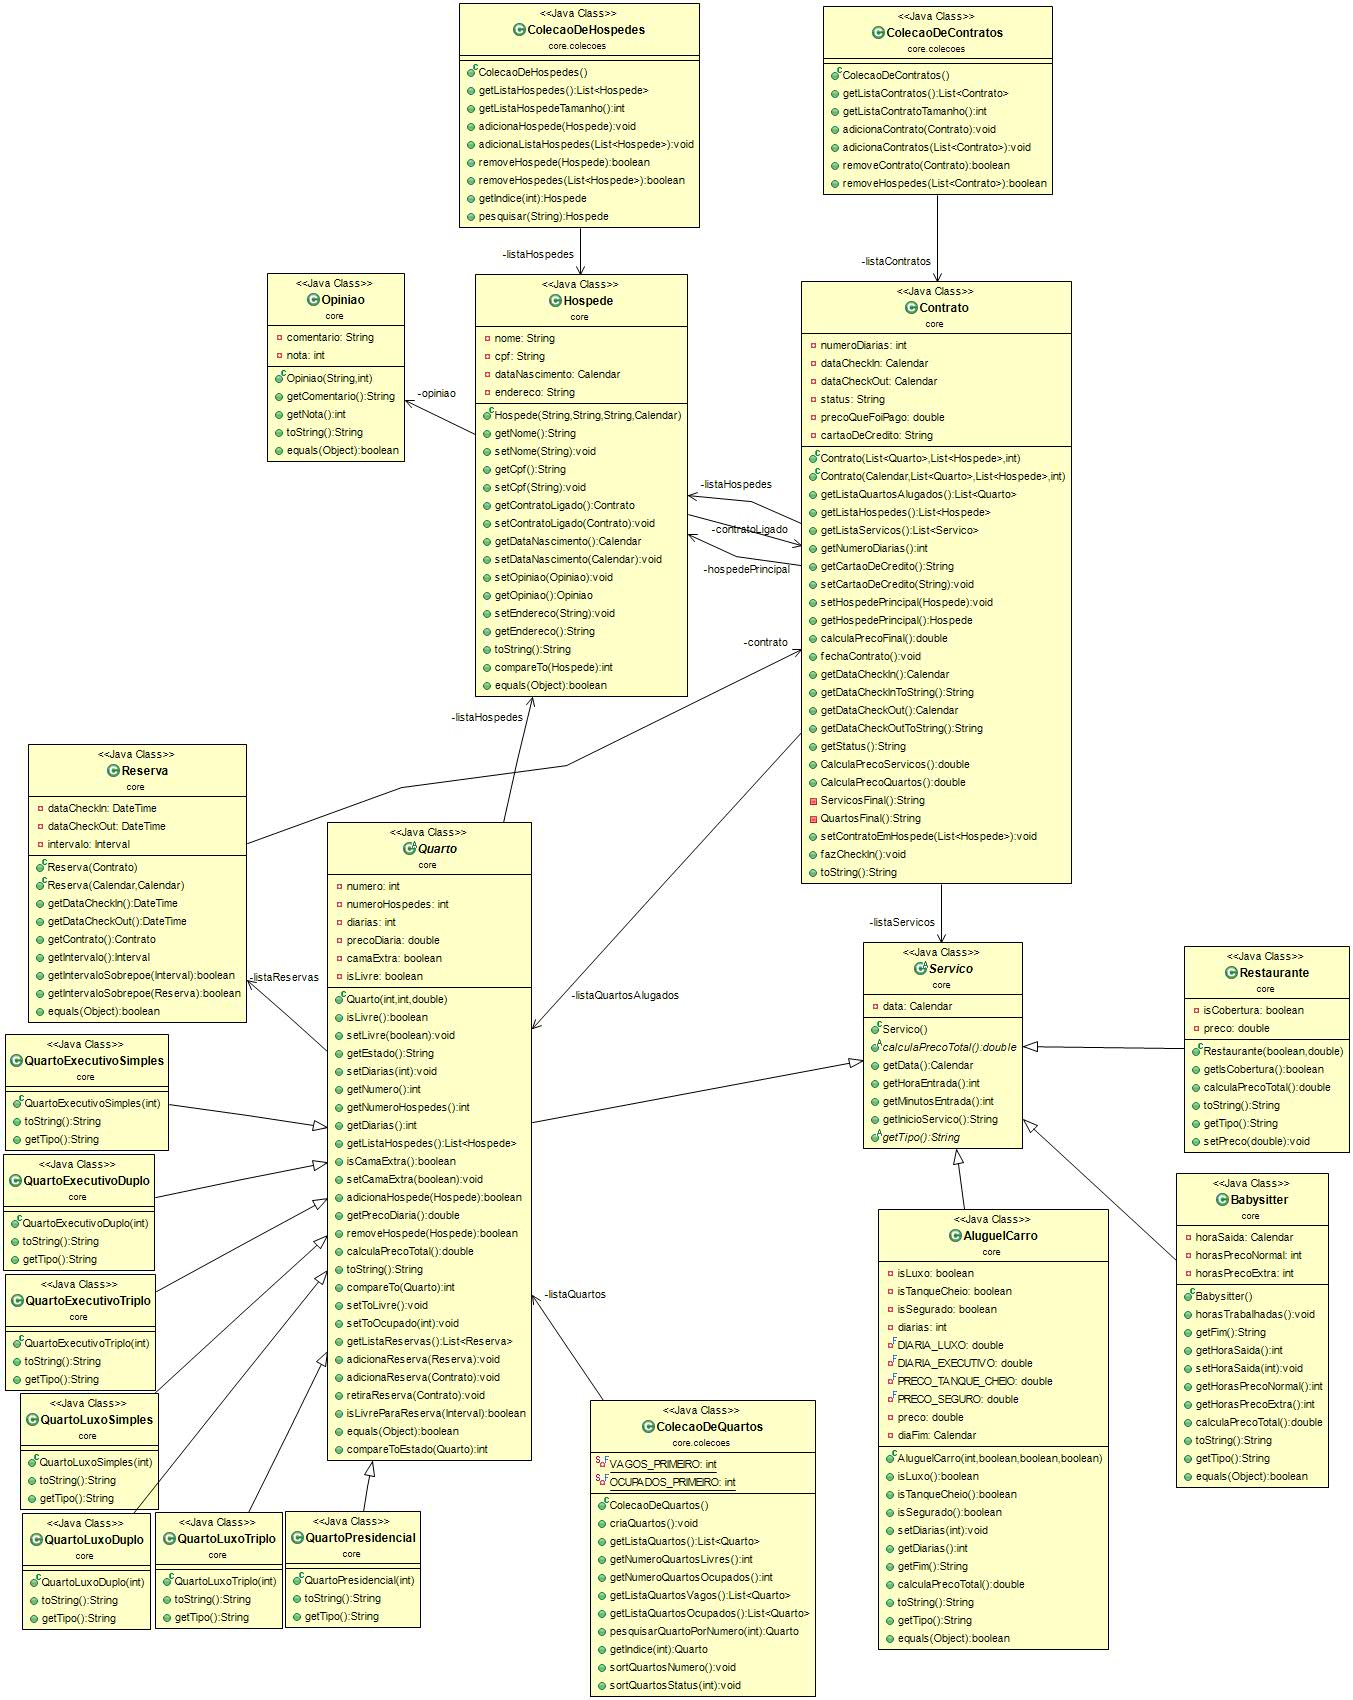 <<Java Class>>
ColecaoDeHospedes
core.colecoes
ColecaoDeHospedes()
getListaHospedes():List<Hospede>
getListaHospedeTamanho():int
adicionaHospede(Hospede):void
adicionaListaHospedes(List<Hospede>):void
removeHospede(Hospede):boolean
removeHospedes(List<Hospede>):boolean
getIndice(int):Hospede
pesquisar(String):Hospede
<<Java Class>>
ColecaoDeContratos
core.colecoes
ColecaoDeContratos()
getListaContratos():List<Contrato>
getListaContratoTamanho():int
adicionaContrato(Contrato):void
adicionaContratos(List<Contrato>):void
removeContrato(Contrato):boolean
removeHospedes(List<Contrato>):boolean
-listaHospedes
-listaContratos
<<Java Class>>
Opiniao
core
comentario: String
nota: int
Opiniao(String,int)
getComentario():String
getNota():int
toString():String
equals(Object):boolean
-opiniao
<<Java Class>>
Hospede
core
nome: String
cpf: String
dataNascimento: Calendar
endereco: String
Hospede(String,String,String,Calendar)
getNome():String
setNome(String):void
getCpf():String
setCpf(String):void
getContratoLigado():Contrato
setContratoLigado(Contrato):void
getDataNascimento():Calendar
setDataNascimento(Calendar):void
setOpiniao(Opiniao):void
getOpiniao():Opiniao
setEndereco(String):void
getEndereco():String
toString():String
compareTo(Hospede):int
equals(Object):boolean
-listaHospedes
-contratoLigado
-hospedePrincipal
-contrato
<<Java Class>>
Contrato
core
numeroDiarias: int
dataCheckIn: Calendar
dataCheckOut: Calendar
status: String
precoQueFoiPago: double
cartaoDeCredito: String
Contrato(List<Quarto>,List<Hospede>,int)
Contrato(Calendar,List<Quarto>,List<Hospede>,int)
getListaQuartosAlugados():List<Quarto>
getListaHospedes():List<Hospede>
getListaServicos():List<Servico>
getNumeroDiarias():int
getCartaoDeCredito():String
setCartaoDeCredito(String):void
setHospedePrincipal(Hospede):void
getHospedePrincipal():Hospede
calculaPrecoFinal():double
fechaContrato():void
getDataCheckIn():Calendar
getDataCheckInToString():String
getDataCheckOut():Calendar
getDataCheckOutToString():String
getStatus():String
CalculaPrecoServicos():double
CalculaPrecoQuartos():double
ServicosFinal():String
QuartosFinal():String
setContratoEmHospede(List<Hospede>):void
fazCheckIn():void
toString():String
-listaHospedes
<<Java Class>>
Reserva
core
dataCheckIn: DateTime
dataCheckOut: DateTime
intervalo: Interval
Reserva(Contrato)
Reserva(Calendar,Calendar)
getDataCheckIn():DateTime
getDataCheckOut():DateTime
getContrato():Contrato
getIntervalo():Interval
getIntervaloSobrepoe(Interval):boolean
getIntervaloSobrepoe(Reserva):boolean
equals(Object):boolean
-listaReservas
<<Java Class>>
Quarto
core
numero: int
numeroHospedes: int
diarias: int
precoDiaria: double
camaExtra: boolean
isLivre: boolean
Quarto(int,int,double)
isLivre():boolean
setLivre(boolean):void
getEstado():String
setDiarias(int):void
getNumero():int
getNumeroHospedes():int
getDiarias():int
getListaHospedes():List<Hospede>
isCamaExtra():boolean
setCamaExtra(boolean):void
adicionaHospede(Hospede):boolean
getPrecoDiaria():double
removeHospede(Hospede):boolean
calculaPrecoTotal():double
toString():String
compareTo(Quarto):int
setToLivre():void
setToOcupado(int):void
getListaReservas():List<Reserva>
adicionaReserva(Reserva):void
adicionaReserva(Contrato):void
retiraReserva(Contrato):void
isLivreParaReserva(Interval):boolean
equals(Object):boolean
compareToEstado(Quarto):int
-listaQuartosAlugados
-listaServicos
<<Java Class>>
Servico
core
data: Calendar
Servico()
calculaPrecoTotal():double
getData():Calendar
getHoraEntrada():int
getMinutosEntrada():int
getInicioServico():String
getTipo():String
<<Java Class>>
Restaurante
core
isCobertura: boolean
preco: double
Restaurante(boolean,double)
getIsCobertura():boolean
calculaPrecoTotal():double
toString():String
getTipo():String
setPreco(double):void
<<Java Class>>
QuartoExecutivoSimples
core
QuartoExecutivoSimples(int)
toString():String
getTipo():String
<<Java Class>>
QuartoExecutivoDuplo
core
QuartoExecutivoDuplo(int)
toString():String
getTipo():String
<<Java Class>>
QuartoExecutivoTriplo
core
QuartoExecutivoTriplo(int)
toString():String
getTipo():String
<<Java Class>>
QuartoLuxoSimples
core
QuartoLuxoSimples(int)
toString():String
getTipo():String
<<Java Class>>
QuartoLuxoDuplo
core
QuartoLuxoDuplo(int)
toString():String
getTipo():String
<<Java Class>>
QuartoLuxoTriplo
core
QuartoLuxoTriplo(int)
toString():String
getTipo():String
<<Java Class>>
QuartoPresidencial
core
QuartoPresidencial(int)
toString():String
getTipo():String
-listaQuartos
<<Java Class>>
ColecaoDeQuartos
core.colecoes
VAGOS_PRIMEIRO: int
OCUPADOS_PRIMEIRO: int
ColecaoDeQuartos()
criaQuartos():void
getListaQuartos():List<Quarto>
getNumeroQuartosLivres():int
getNumeroQuartosOcupados():int
getListaQuartosVagos():List<Quarto>
getListaQuartosOcupados():List<Quarto>
pesquisarQuartoPorNumero(int):Quarto
getIndice(int):Quarto
sortQuartosNumero():void
sortQuartosStatus(int):void
<<Java Class>>
AluguelCarro
core
isLuxo: boolean
isTanqueCheio: boolean
isSegurado: boolean
diarias: int
DIARIA_LUXO: double
DIARIA_EXECUTIVO: double
PRECO_TANQUE_CHEIO: double
PRECO_SEGURO: double
preco: double
diaFim: Calendar
AluguelCarro(int,boolean,boolean,boolean)
isLuxo():boolean
isTanqueCheio():boolean
isSegurado():boolean
setDiarias(int):void
getDiarias():int
getFim():String
calculaPrecoTotal():double
toString():String
getTipo():String
equals(Object):boolean
<<Java Class>>
Babysitter
core
horaSaida: Calendar
horasPrecoNormal: int
horasPrecoExtra: int
Babysitter()
horasTrabalhadas():void
getFim():String
getHoraSaida():int
setHoraSaida(int):void
getHorasPrecoNormal():int
getHorasPrecoExtra():int
calculaPrecoTotal():double
toString():String
getTipo():String
equals(Object):boolean